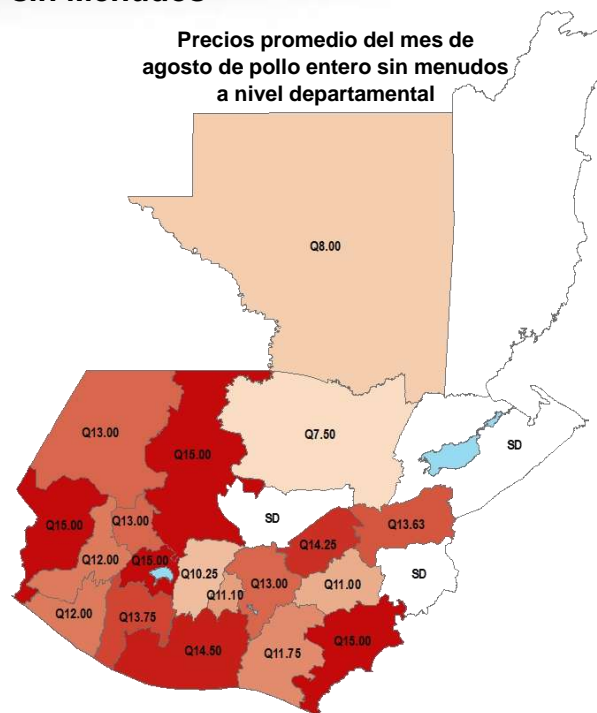 Precios promedio del mes de
agosto de pollo entero sin menudos
a nivel departamental
Q8.00
Q13.00
Q15.00
Q7.50
SD
Q15.00
Q13.00
SD
Q13.63
Q12.00
Q15.00
Q14.25
Q10.25
Q13.00
Q11.00
SD
Q11.10
Q12.00
Q13.75
Q14.50
Q11.75
Q15.00